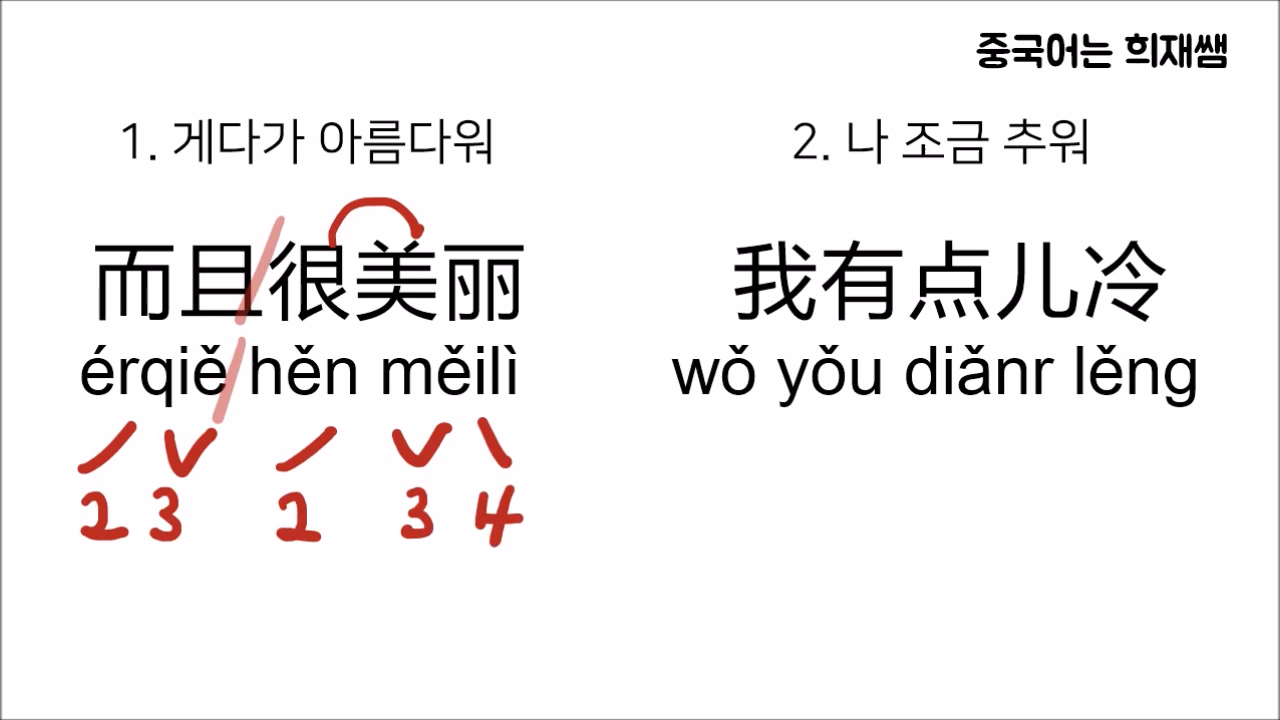 중국어는 희재쌤
1. 게다가 아름다워
而且很美丽
érqiě hěn měilì
2 3 2 3 4
2. 나 조금 추워
我有点儿冷
wǒ yǒu diǎnr lěng